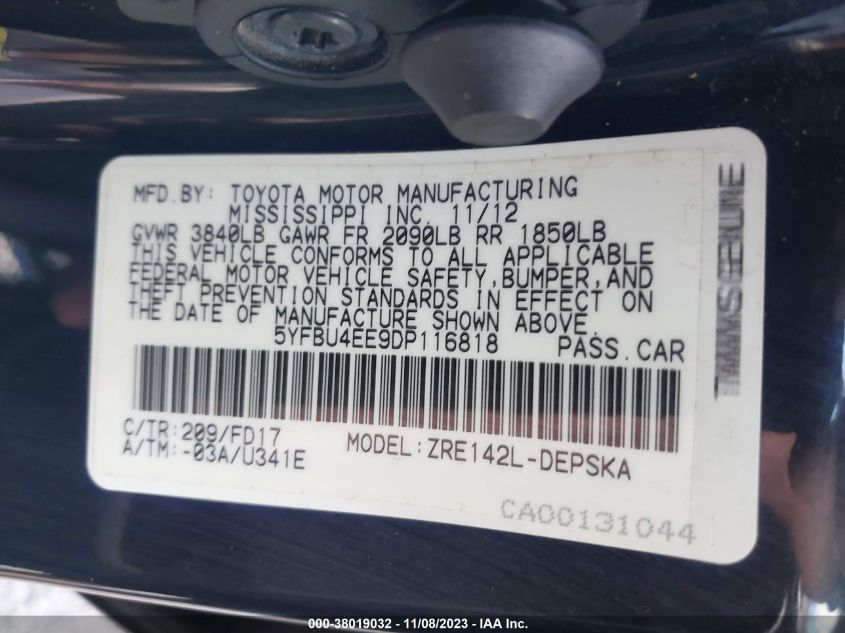 MFD.BY: TOYOTA MOTOR MANUFACTURING
MISSISSIPPI INC. 11/12
GVWR 3840LB GAWR FR 2090LB RR 1850LB
THIS VEHICLE CONFORMS TO ALL APPLICABLE
FEDERAL MOTOR VEHICLE SAFETY,BUMPER,AND
THEFT PREVENTION STANDARDS IN EFFECT ON
THE DATE OF MANUFACTURE SHOWN ABOVE.
5YFBU4EE9DP116818 PASS.CAR
C/TR:209/FD17 MODEL:ZRE142L-DEPSKA
A/TM:-03A/U341E
CA00131044
000-38019032 - 11/08/2023 - IAA Inc.